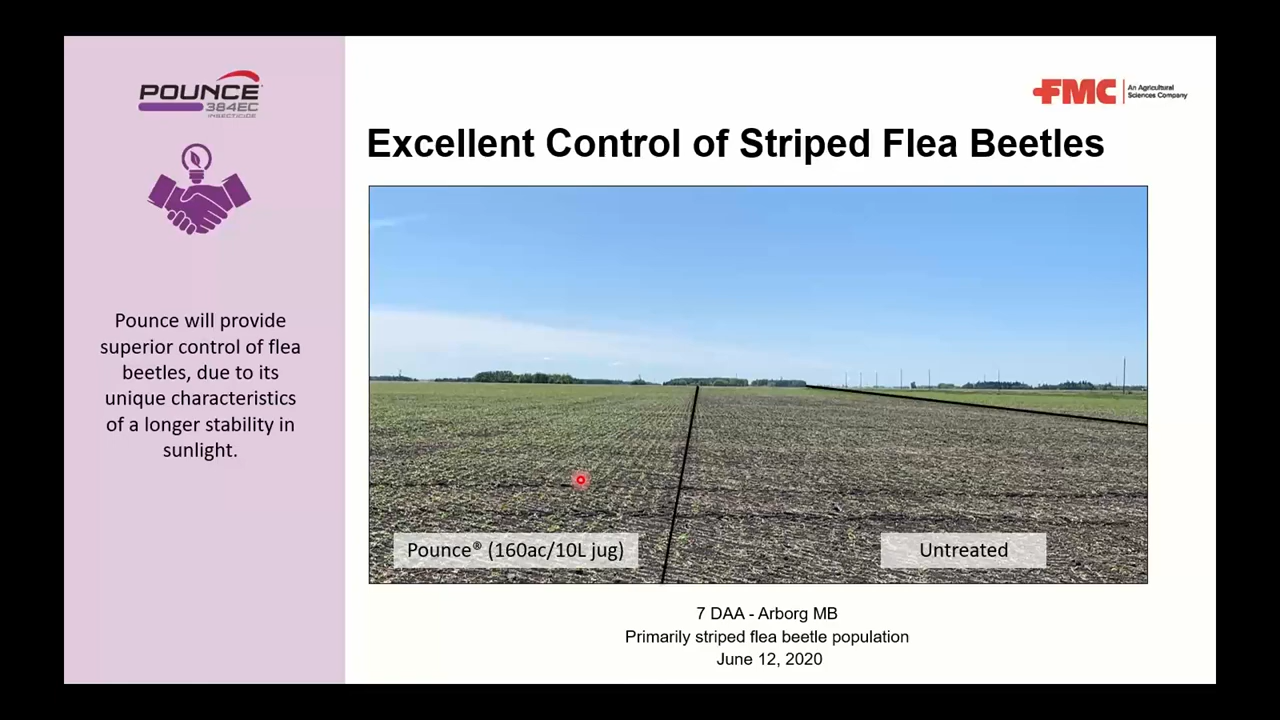 POUNCE
384EC
INSECTICIDE
FMC
An Agricultural
Sciences Company
Excellent Control of Striped Flea Beetles
Pounce will provide
superior control of flea
beetles, due to its
unique characteristics
of a longer stability in
sunlight.
Pounce® (160ac/10L jug)
Untreated
7 DAA - Arborg MB
Primarily striped flea beetle population
June 12, 2020